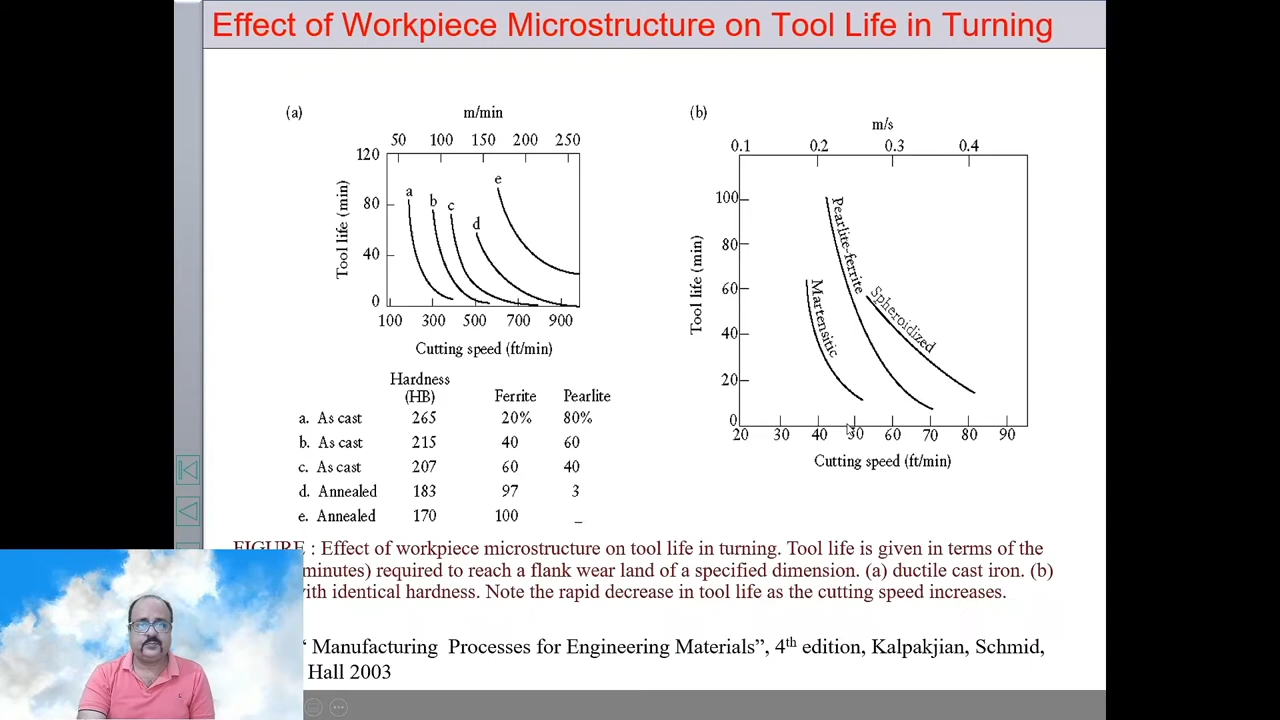 Effect of Workpiece Microstructure on Tool Life in Turning
(a)
m/min
50 100 150 200 250
120
80
40
0
Tool life (min)
a
b
c
d
e
100 300 500 700 900
Cutting speed (ft/min)
Hardness
(HB) Ferrite Pearlite
a. As cast 265 20% 80%
b. As cast 215 40 60
c. As cast 207 60 40
d. Annealed 183 97 3
e. Annealed 170 100 –
(b)
m/s
0.1 0.2 0.3 0.4
100
80
60
40
20
0
Tool life (min)
Pearlite-ferrite
Martensitic
Spheroidized
20 30 40 50 60 70 80 90
Cutting speed (ft/min)
FIGURE : Effect of workpiece microstructure on tool life in turning. Tool life is given in terms of the
minutes) required to reach a flank wear land of a specified dimension. (a) ductile cast iron. (b)
with identical hardness. Note the rapid decrease in tool life as the cutting speed increases.
“ Manufacturing Processes for Engineering Materials”, 4th edition, Kalpakjian, Schmid,
Hall 2003